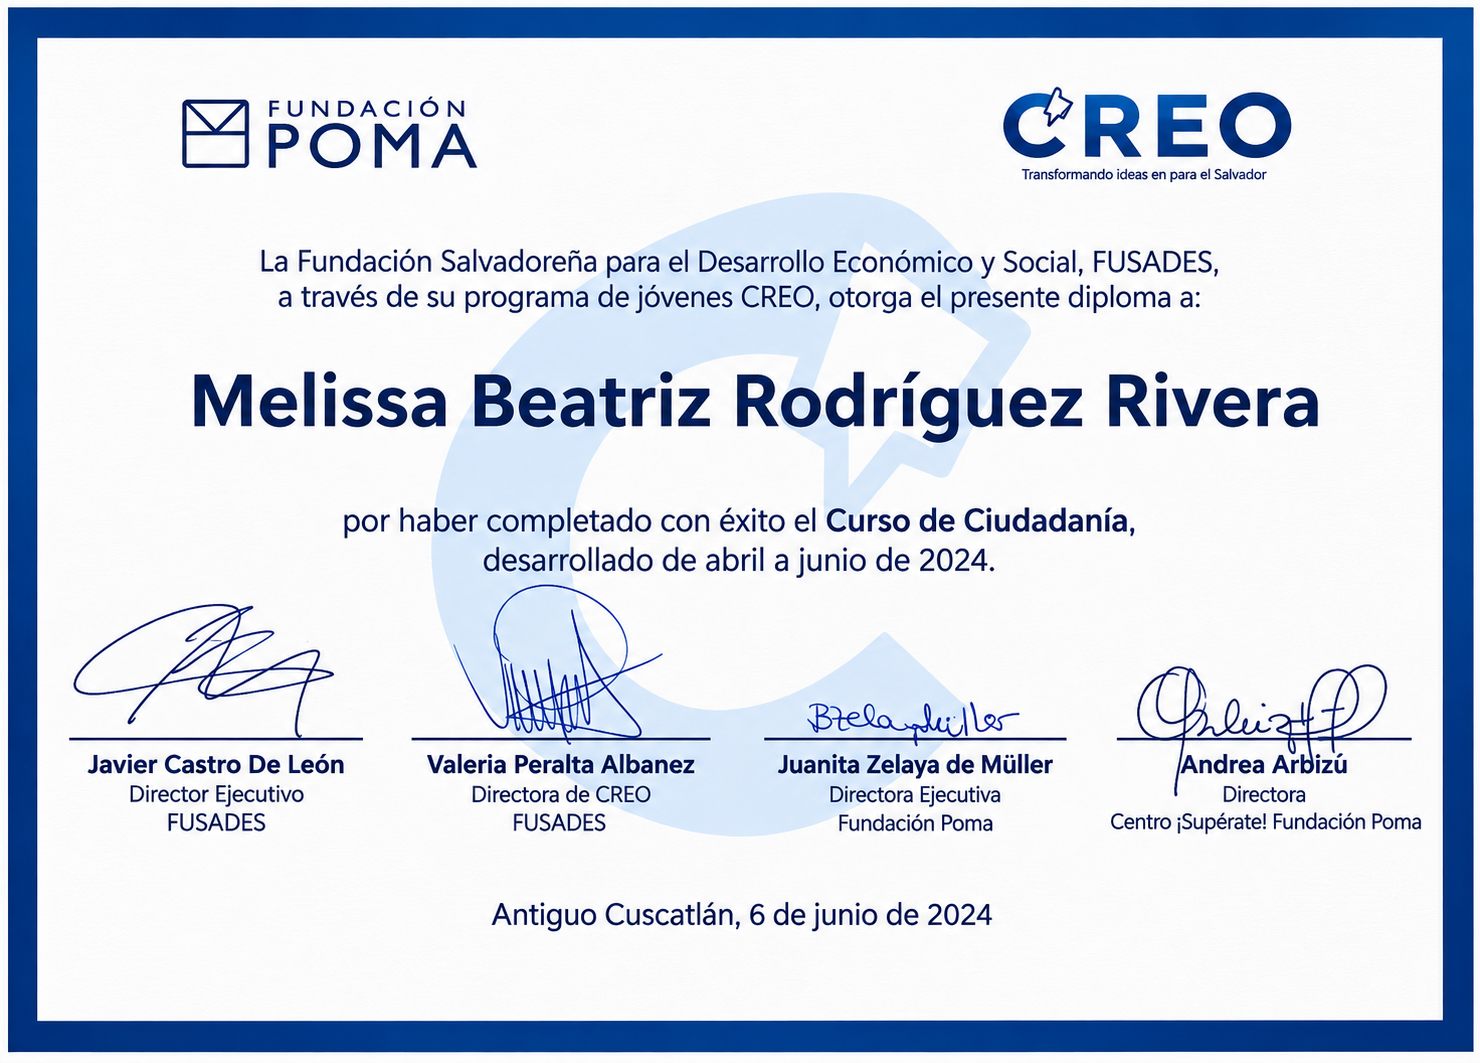 FUNDACIÓN
POMA
CREO
Transformando ideas en para el Salvador
La Fundación Salvadoreña para el Desarrollo Económico y Social, FUSADES,
a través de su programa de jóvenes CREO, otorga el presente diploma a:
Melissa Beatriz Rodríguez Rivera
por haber completado con éxito el Curso de Ciudadanía,
desarrollado de abril a junio de 2024.
Javier Castro De León
Director Ejecutivo
FUSADES
Valeria Peralta Albanez
Directora de CREO
FUSADES
Juanita Zelaya de Müller
Directora Ejecutiva
Fundación Poma
Andrea Arbizú
Directora
Centro ¡Supérate! Fundación Poma
Antiguo Cuscatlán, 6 de junio de 2024